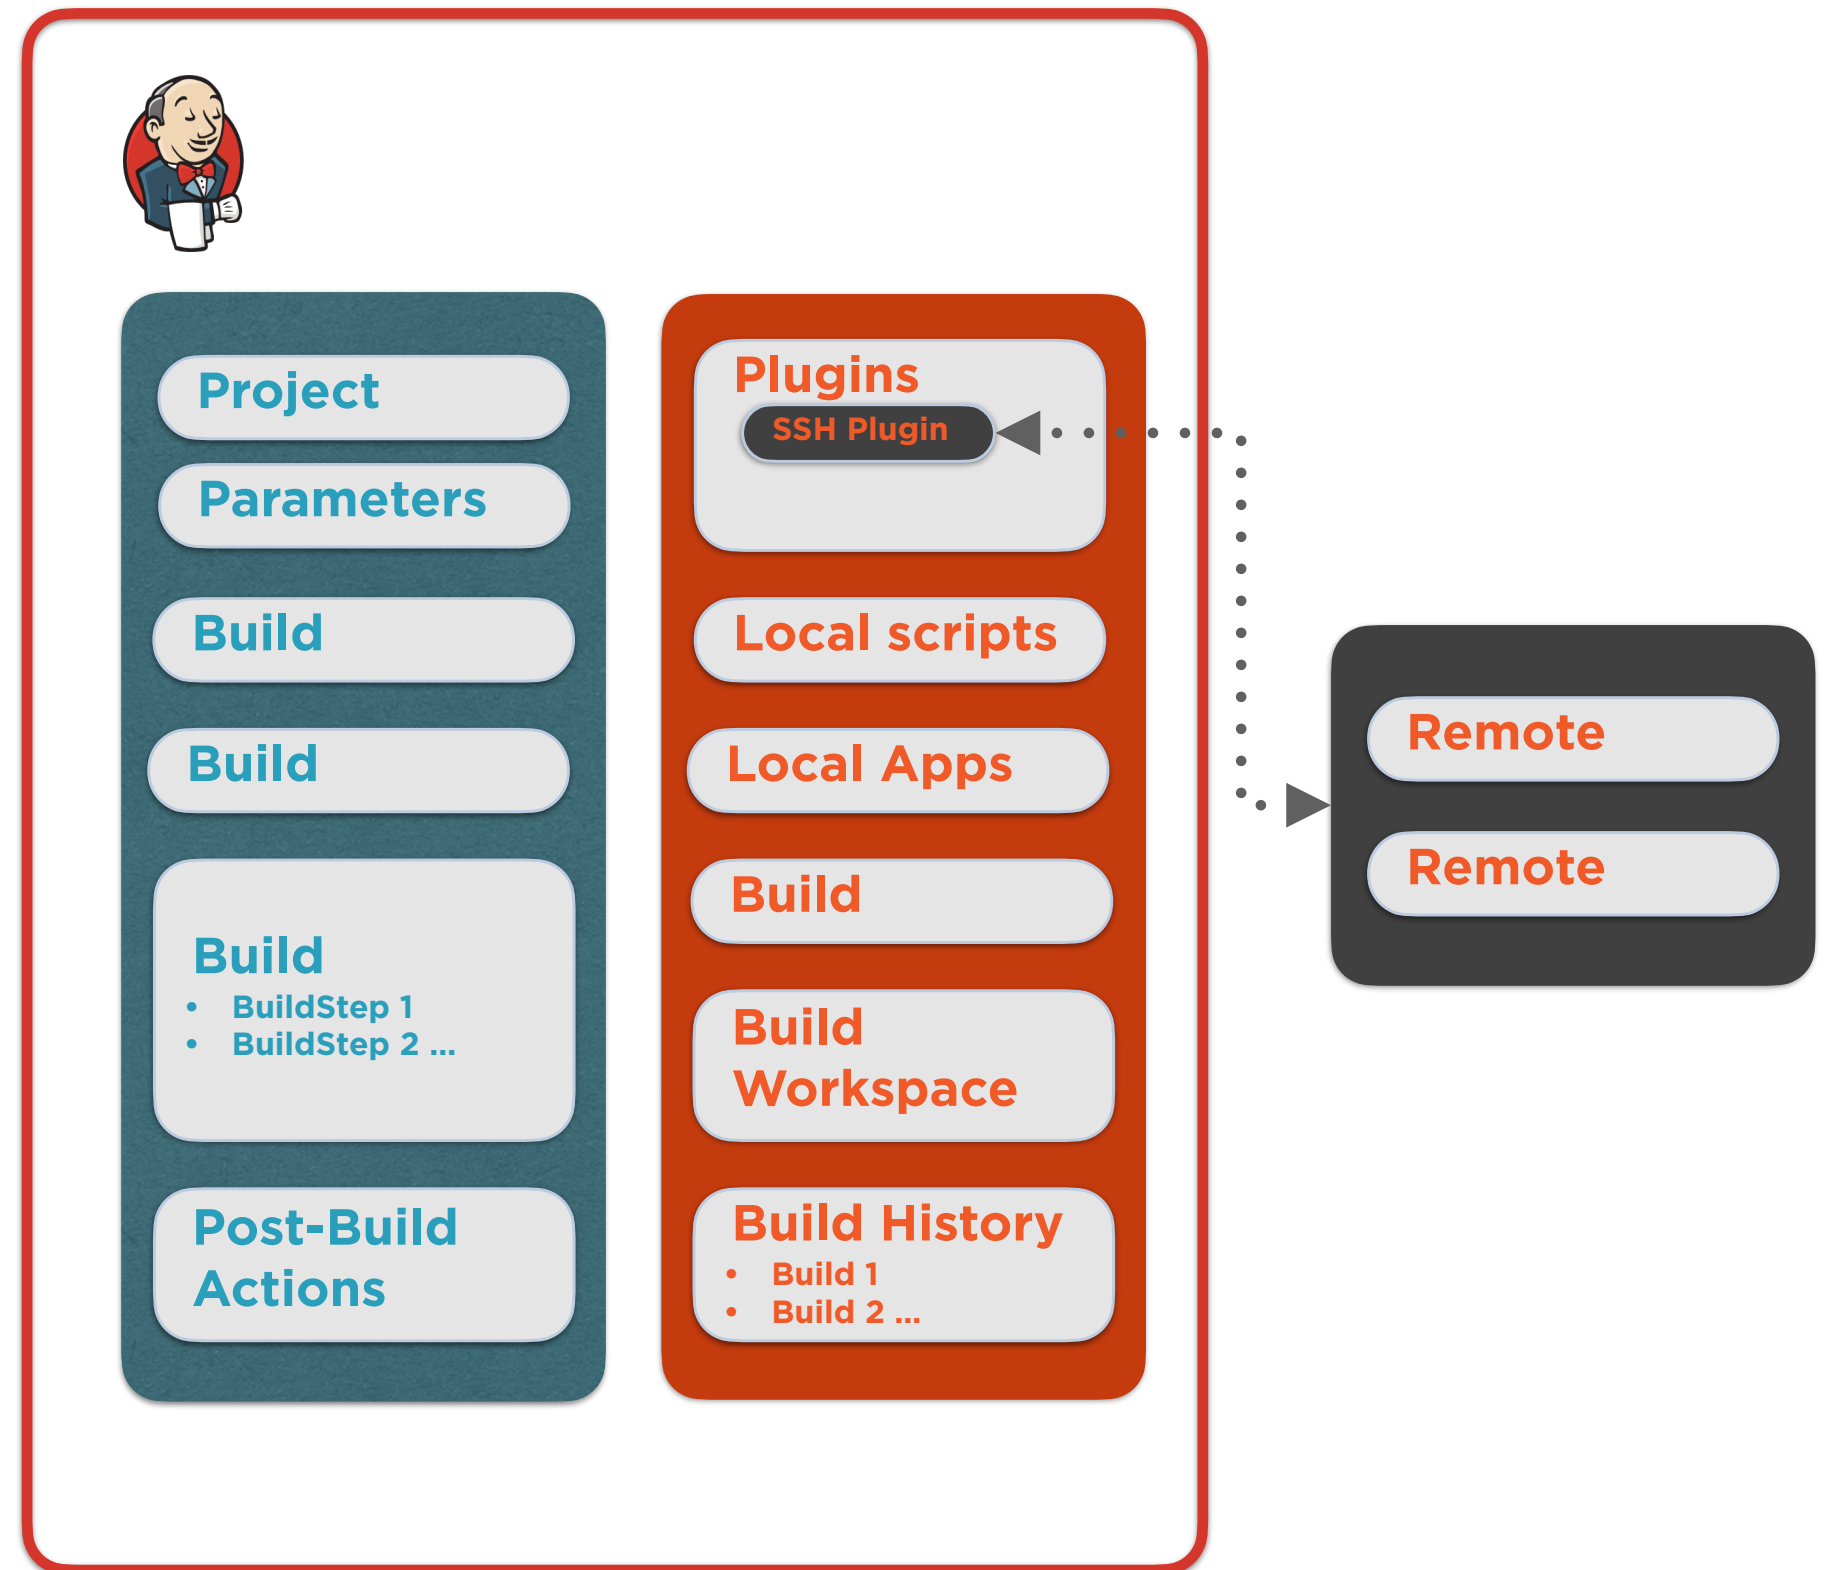 Project
Parameters
Build
Build
Build
• BuildStep 1
• BuildStep 2 ...
Post-Build
Actions
Plugins
SSH Plugin
Local scripts
Local Apps
Build
Build
Workspace
Build History
• Build 1
• Build 2 ...
Remote
Remote